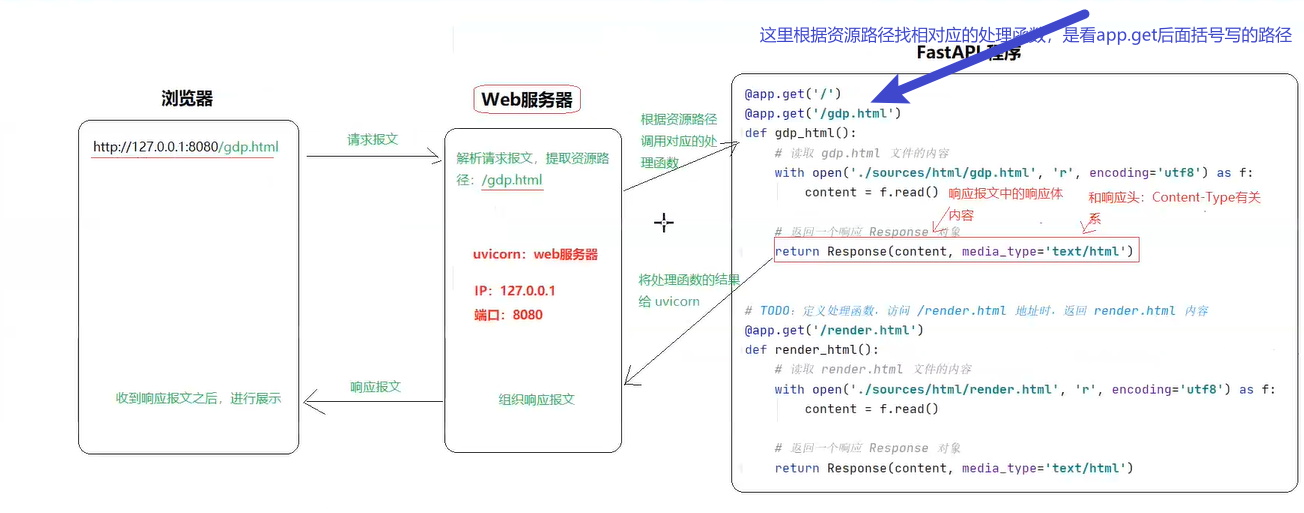 这里根据资源路径找相对应的处理函数，是看app.get后面括号写的路径
浏览器
http://127.0.0.1:8080/gdp.html
收到响应报文之后，进行展示
请求报文
响应报文
Web服务器
解析请求报文，提取资源路
径：/gdp.html
uvicorn：web服务器
IP：127.0.0.1
端口：8080
组织响应报文
根据资源路径
调用对应的处
理函数
将处理函数的结果
给 uvicorn
FastAPI 程序
@app.get('/')
@app.get('/gdp.html')
def gdp_html():
# 读取 gdp.html 文件的内容
with open('./sources/html/gdp.html', 'r', encoding='utf8') as f:
content = f.read()
响应报文中的响应体
内容
和响应头：Content-Type有关
系
# 返回一个响应 Response 对象
return Response(content, media_type='text/html')
# TODO：定义处理函数，访问 /render.html 地址时，返回 render.html 内容
@app.get('/render.html')
def render_html():
# 读取 render.html 文件的内容
with open('./sources/html/render.html', 'r', encoding='utf8') as f:
content = f.read()
# 返回一个响应 Response 对象
return Response(content, media_type='text/html')